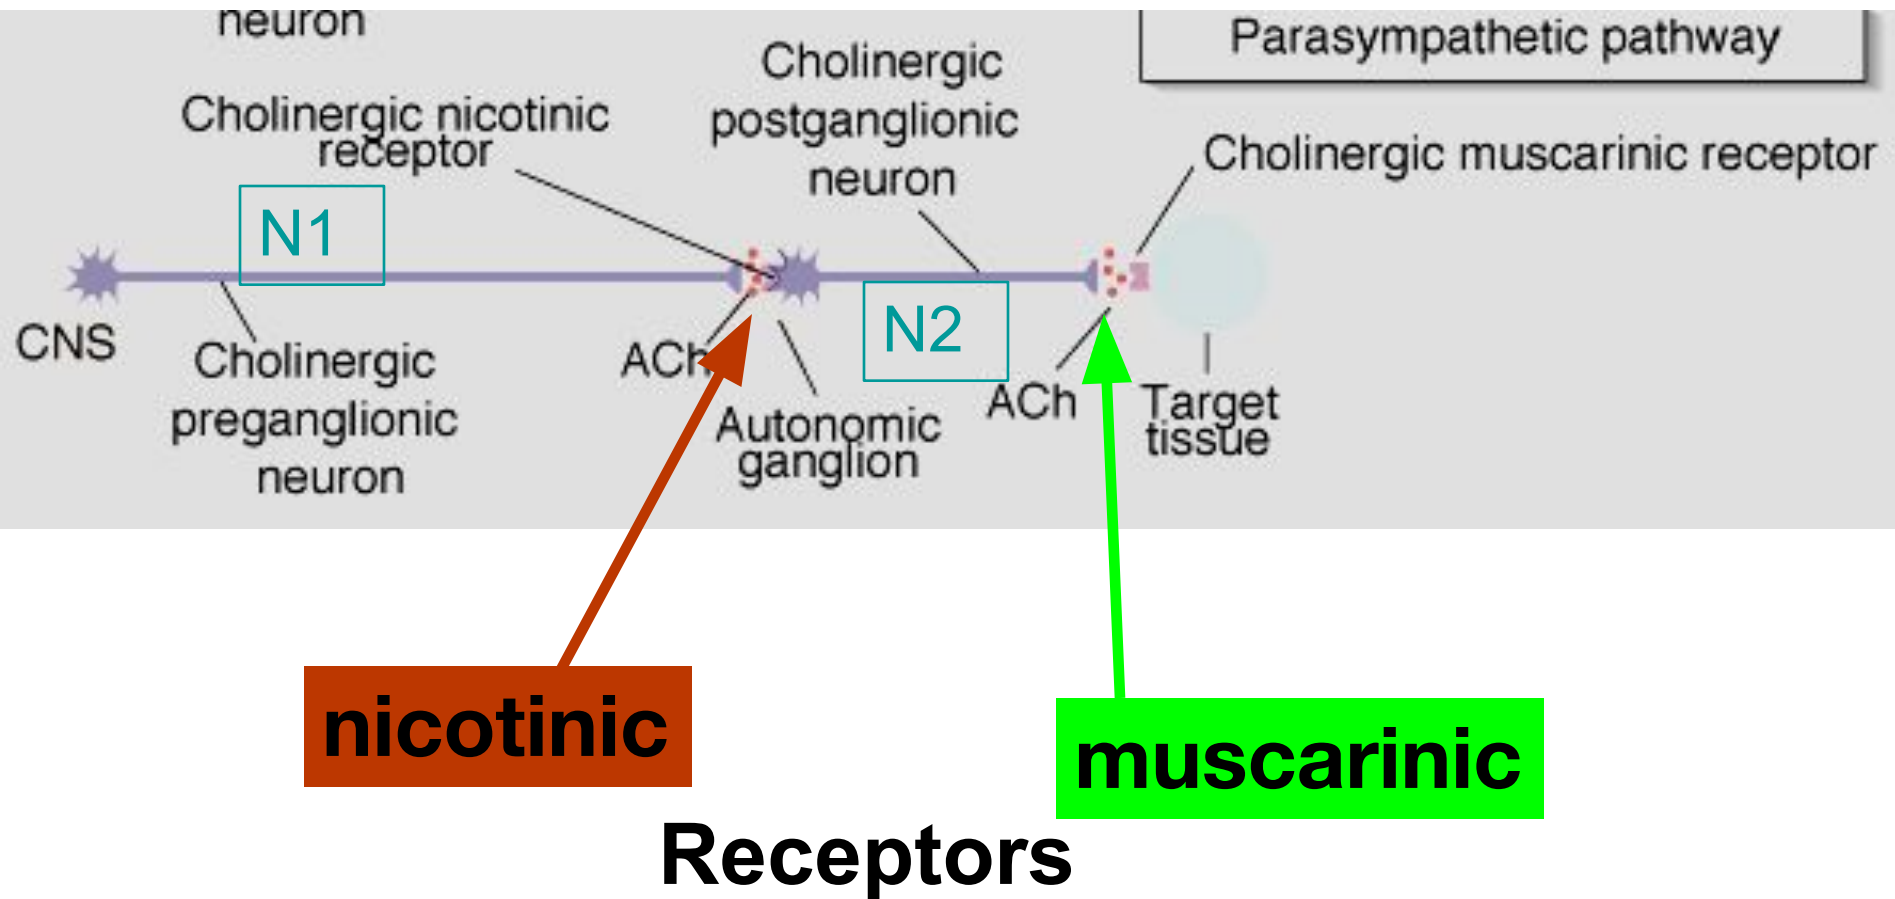 neuron
Parasympathetic pathway
Cholinergic
postganglionic
neuron
Cholinergic nicotinic
receptor
Cholinergic muscarinic receptor
N1
N2
CNS
Cholinergic
preganglionic
neuron
ACh
Autonomic
ganglion
ACh
Target
tissue
nicotinic
muscarinic
Receptors